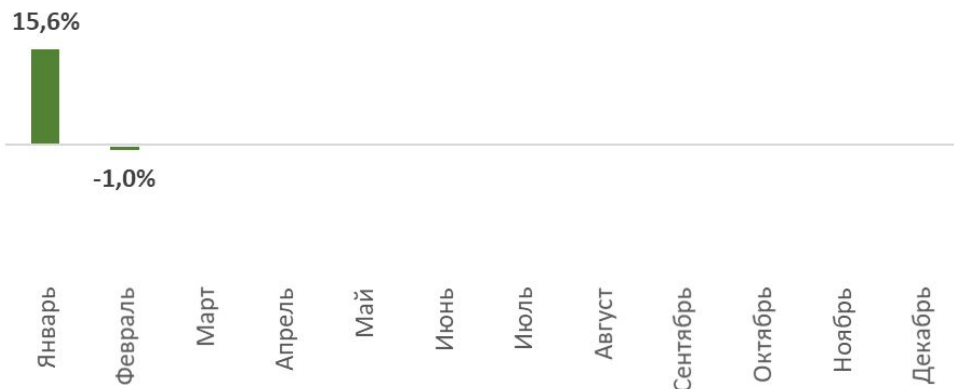 15,6%
-1,0%
Январь
Февраль
Март
Апрель
Май
Июнь
Июль
Август
Сентябрь
Октябрь
Ноябрь
Декабрь